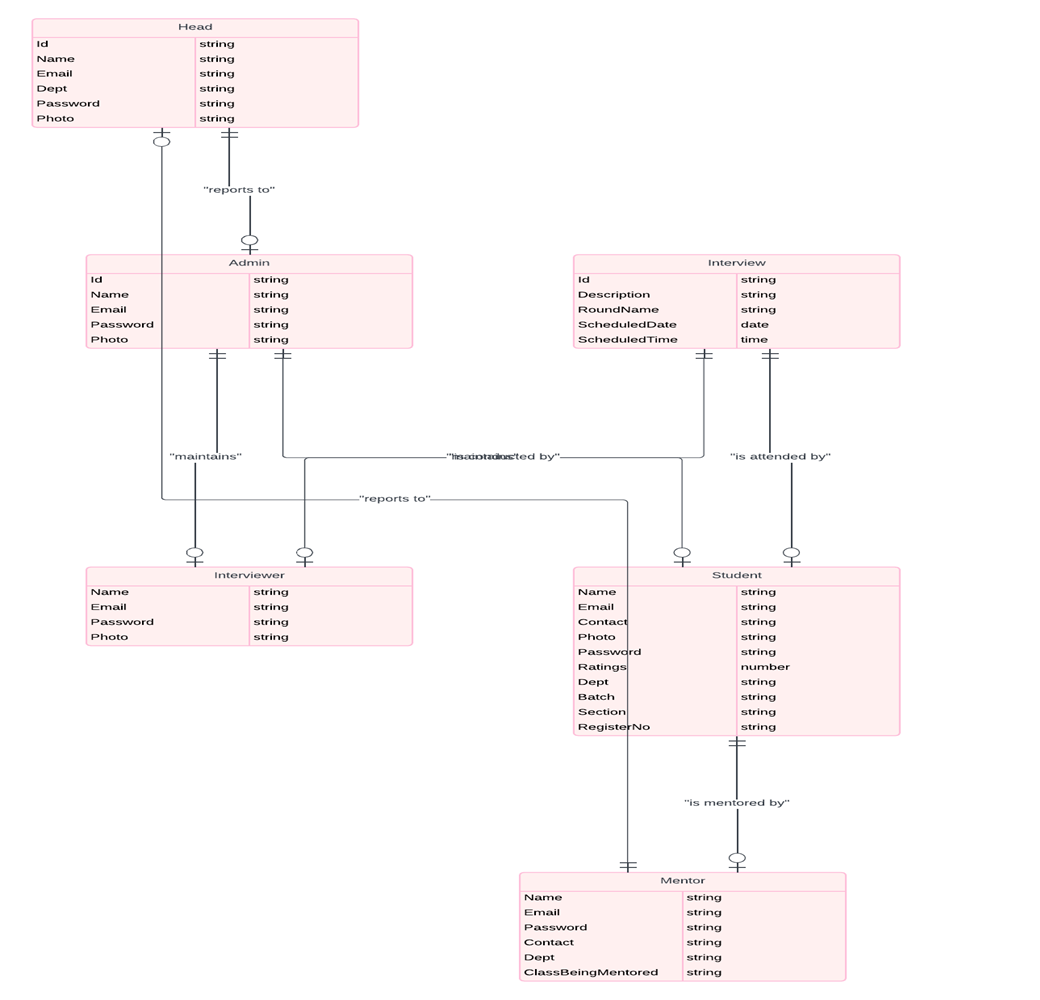 Head
Id string
Name string
Email string
Dept string
Password string
Photo string
"reports to"
Admin
Id string
Name string
Email string
Password string
Photo string
Interview
Id string
Description string
RoundName string
ScheduledDate date
ScheduledTime time
"maintains"
"is attended by"
"reports to"
Interviewer
Name string
Email string
Password string
Photo string
Student
Name string
Email string
Contact string
Photo string
Password string
Ratings number
Dept string
Batch string
Section string
RegisterNo string
"is mentored by"
Mentor
Name string
Email string
Password string
Contact string
Dept string
ClassBeingMentored string